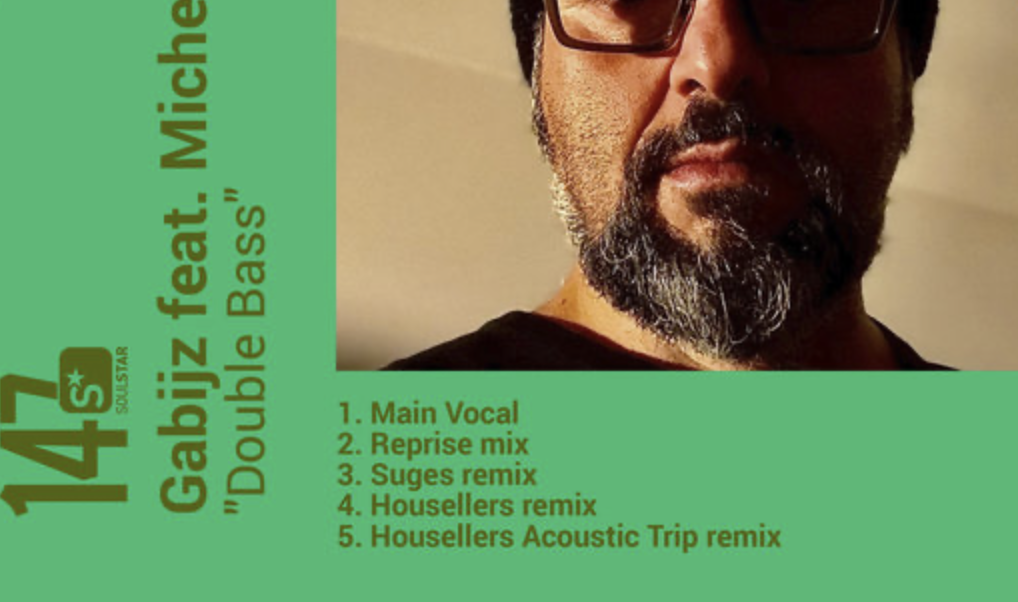 147
S
SOULSTAR
Gabijz feat. Miche
"Double Bass"
1. Main Vocal
2. Reprise mix
3. Suges remix
4. Housellers remix
5. Housellers Acoustic Trip remix